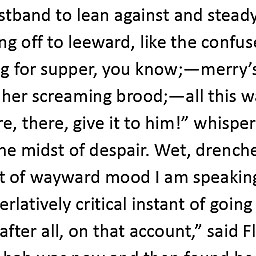 stband to lean against and steady
ng off to leeward, like the confuse
g for supper, you know;—merry's
her screaming brood;—all this wa
re, there, give it to him!” whisper
he midst of despair. Wet, drenche
t of wayward mood I am speaking
erlatively critical instant of going
after all, on that account,” said Fl